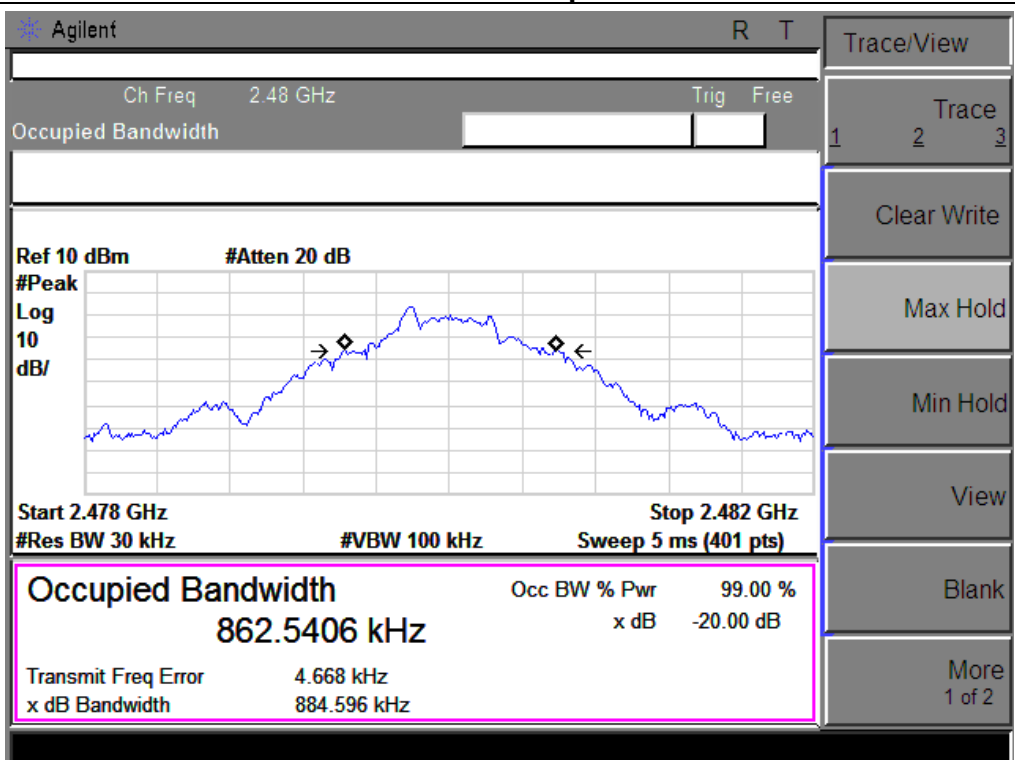 Agilent R T
Ch Freq 2.48 GHz Trig Free
Occupied Bandwidth
Ref 10 dBm #Atten 20 dB
#Peak
Log
10
dB/
Start 2.478 GHz Stop 2.482 GHz
#Res BW 30 kHz #VBW 100 kHz Sweep 5 ms (401 pts)
Occupied Bandwidth Occ BW % Pwr 99.00 %
862.5406 kHz x dB -20.00 dB
Transmit Freq Error 4.668 kHz
x dB Bandwidth 884.596 kHz
Trace/View
Trace
1 2 3
Clear Write
Max Hold
Min Hold
View
Blank
More
1 of 2